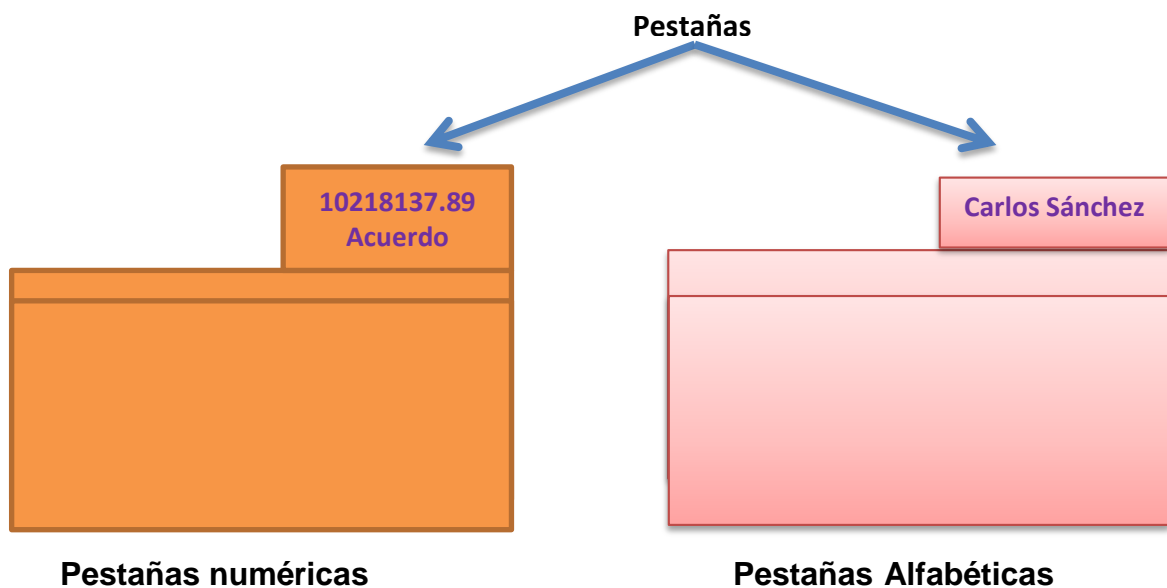 Pestañas
10218137.89
Acuerdo
Carlos Sánchez
Pestañas numéricas
Pestañas Alfabéticas